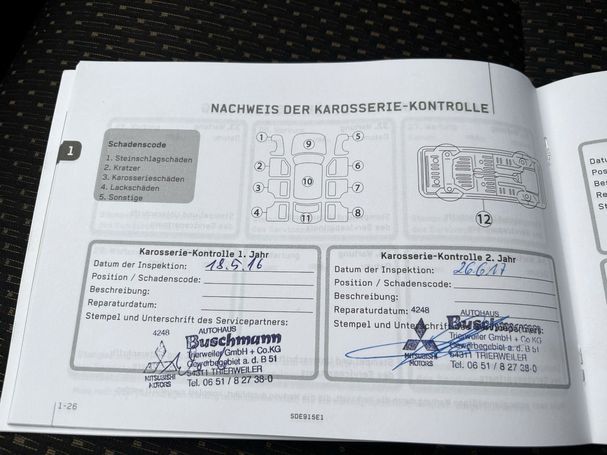 NACHWEIS DER KAROSSERIE-KONTROLLE
1
Schadenscode
1. Steinschlagschäden
2. Kratzer
3. Karosserieschäden
4. Lackschäden
5. Sonstige
1
2
3
4
9
10
11
5
6
7
8
12
Karosserie-Kontrolle 1. Jahr
Datum der Inspektion: 18.5.16
Position / Schadenscode:
Beschreibung:
Reparaturdatum:
Stempel und Unterschrift des Servicepartners:
4248 AUTOHAUS
Buschmann
Trierweiler GmbH + Co.KG
Gewerbegebiet a. d. B 51
54311 TRIERWEILER
Tel. 06 51 / 8 27 38-0
MITSUBISHI
MOTORS
Karosserie-Kontrolle 2. Jahr
Datum der Inspektion: 26.6.17
Position / Schadenscode:
Beschreibung:
Reparaturdatum:
Stempel und Unterschrift des Servicepartners:
4248 AUTOHAUS
Buschmann
Trierweiler GmbH + Co.KG
Gewerbegebiet a. d. B 51
54311 TRIERWEILER
Tel. 06 51 / 8 27 38-0
MITSUBISHI
MOTORS
1-26
SDE915E1